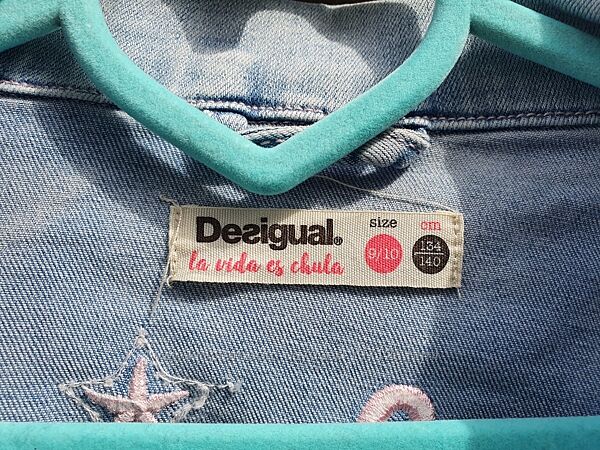 Desigual®
la vida es chula
size
9/10
cm
134
140